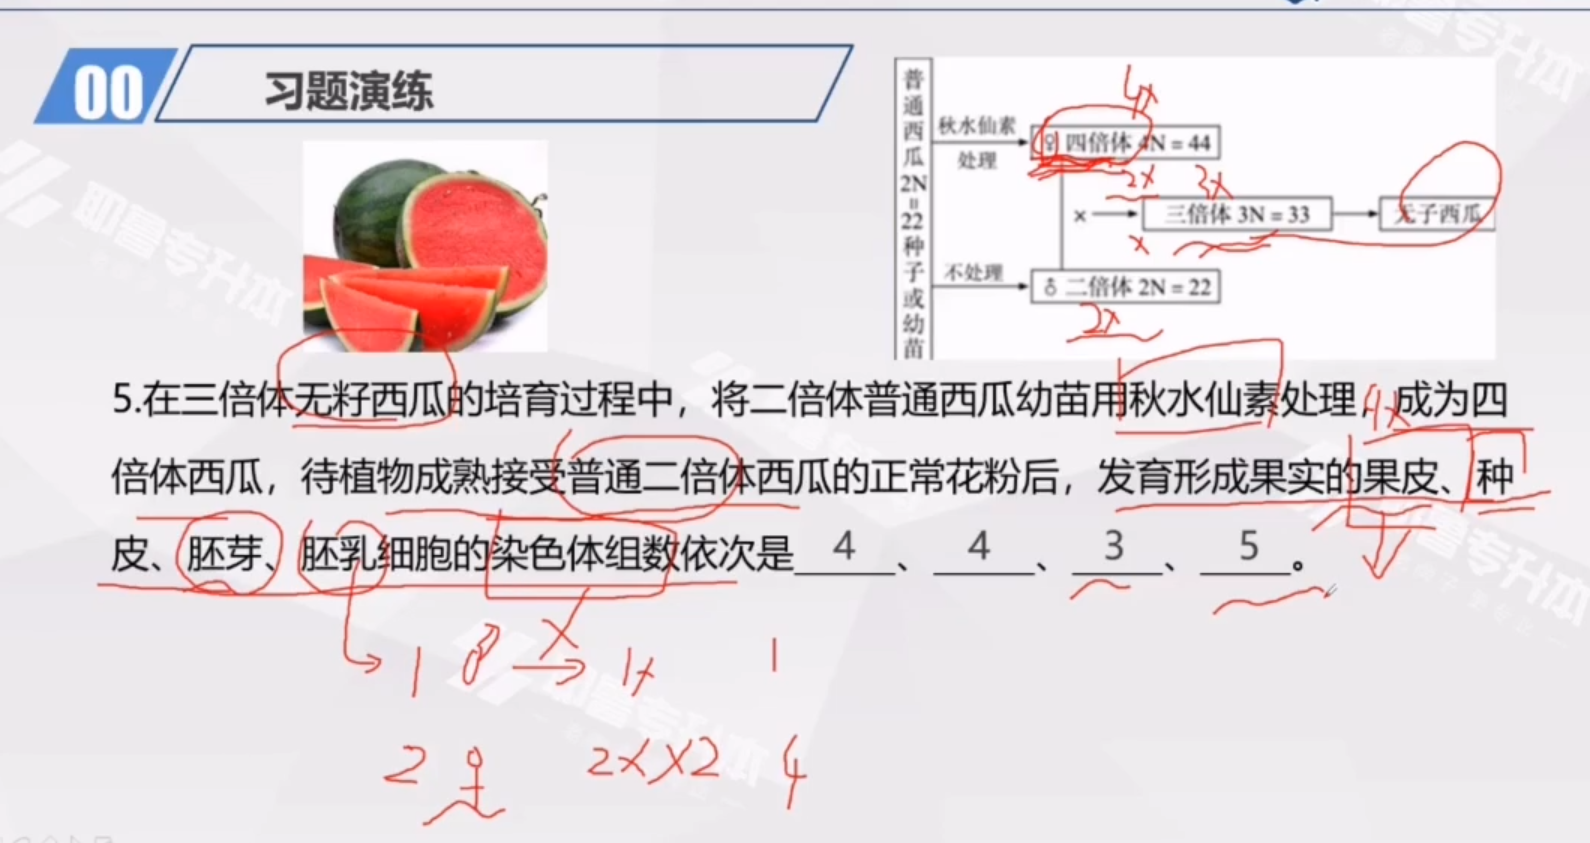 00 习题演练
普通西瓜2N=22种子或幼苗
秋水仙素
处理
♀ 四倍体 4N = 44
4x
2x 3x
×
三倍体 3N = 33
无子西瓜
x
不处理
♂ 二倍体 2N = 22
2x
5.在三倍体无籽西瓜的培育过程中，将二倍体普通西瓜幼苗用秋水仙素处理，成为四
4x
倍体西瓜，待植物成熟接受普通二倍体西瓜的正常花粉后，发育形成果实的果皮、种
皮、胚芽、胚乳细胞的染色体组数依次是 4 、 4 、 3 、 5 。
1 ♂ x → 1x 1
2 ♀ 2x×2 4
耶鲁专升本